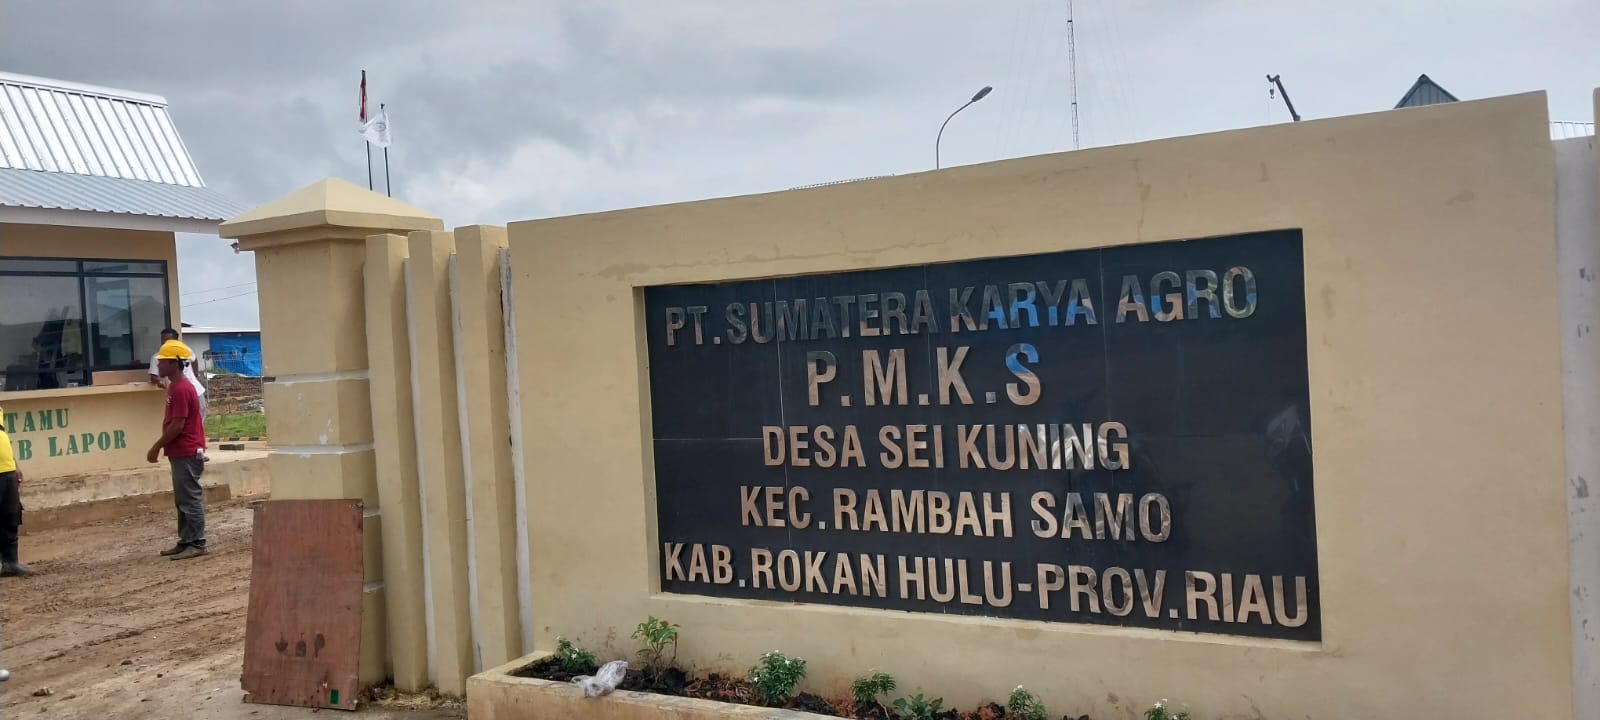 PT.SUMATERA KARYA AGRO
P.M.K.S
DESA SEI KUNING
KEC.RAMBAH SAMO
KAB.ROKAN HULU-PROV.RIAU
TAMU
B LAPOR